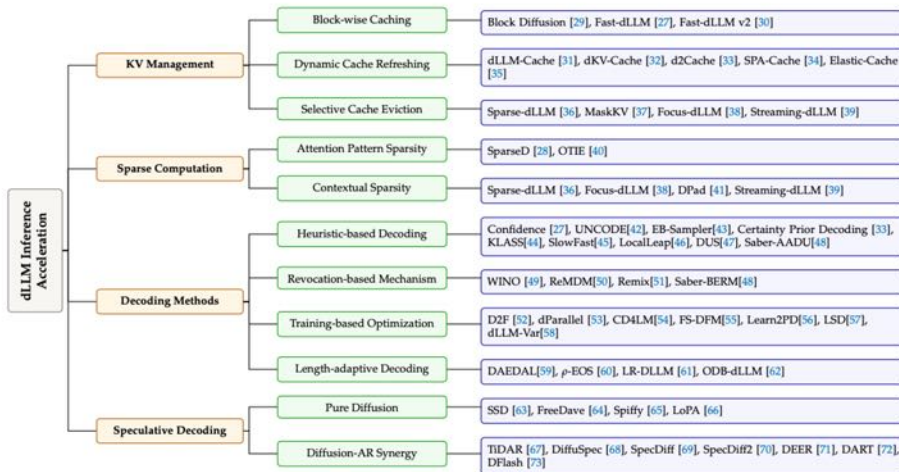 dLLM Inference
Acceleration
KV Management
Block-wise Caching
Block Diffusion [29], Fast-dLLM [27], Fast-dLLM v2 [30]
Dynamic Cache Refreshing
dLLM-Cache [31], dKV-Cache [32], d2Cache [33], SPA-Cache [34], Elastic-Cache
[35]
Selective Cache Eviction
Sparse-dLLM [36], MaskKV [37], Focus-dLLM [38], Streaming-dLLM [39]
Sparse Computation
Attention Pattern Sparsity
SparseD [28], OTIE [40]
Contextual Sparsity
Sparse-dLLM [36], Focus-dLLM [38], DPad [41], Streaming-dLLM [39]
Decoding Methods
Heuristic-based Decoding
Confidence [27], UNCODE[42], EB-Sampler[43], Certainty Prior Decoding [33],
KLASS[44], SlowFast[45], LocalLeap[46], DUS[47], Saber-AADU[48]
Revocation-based Mechanism
WINO [49], ReMDM[50], Remix[51], Saber-BERM[48]
Training-based Optimization
D2F [52], dParallel [53], CD4LM[54], FS-DFM[55], Learn2PD[56], LSD[57],
dLLM-Var[58]
Length-adaptive Decoding
DAEDAL[59], ρ-EOS [60], LR-DLLM [61], ODB-dLLM [62]
Speculative Decoding
Pure Diffusion
SSD [63], FreeDave [64], Spiffy [65], LoPA [66]
Diffusion-AR Synergy
TiDAR [67], DiffuSpec [68], SpecDiff [69], SpecDiff2 [70], DEER [71], DART [72],
DFlash [73]